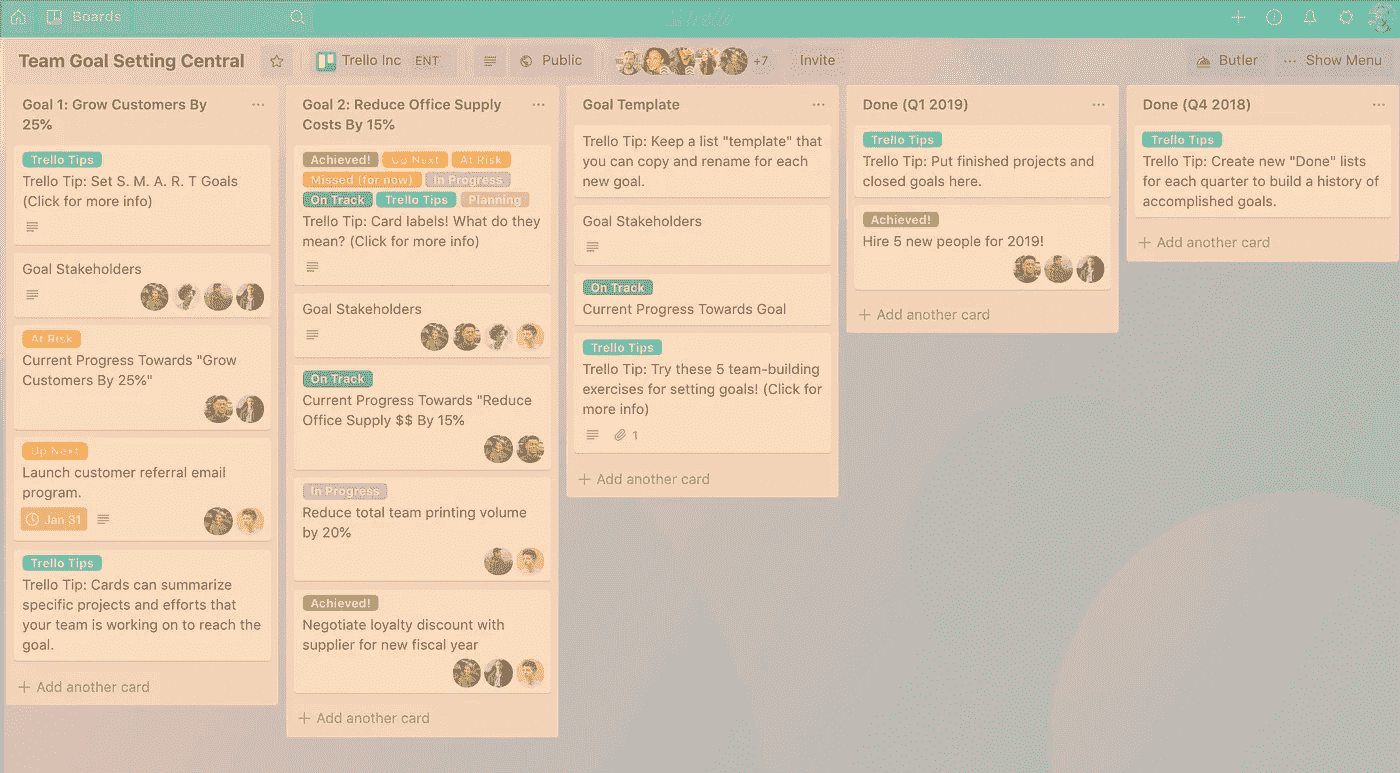 Boards
Trello
Team Goal Setting Central
Trello Inc ENT
Public
+7
Invite
Butler
Show Menu
Goal 1: Grow Customers By
25%
Trello Tips
Trello Tip: Set S. M. A. R. T Goals
(Click for more info)
Goal Stakeholders
At Risk
Current Progress Towards "Grow
Customers By 25%"
Up Next
Launch customer referral email
program.
Jan 31
Trello Tips
Trello Tip: Cards can summarize
specific projects and efforts that
your team is working on to reach the
goal.
+ Add another card
Goal 2: Reduce Office Supply
Costs By 15%
Achieved! Up Next At Risk
Missed (for now) In Progress
On Track Trello Tips Planning
Trello Tip: Card labels! What do they
mean? (Click for more info)
Goal Stakeholders
On Track
Current Progress Towards "Reduce
Office Supply $$ By 15%
In Progress
Reduce total team printing volume
by 20%
Achieved!
Negotiate loyalty discount with
supplier for new fiscal year
+ Add another card
Goal Template
Trello Tip: Keep a list "template" that
you can copy and rename for each
new goal.
Goal Stakeholders
On Track
Current Progress Towards Goal
Trello Tips
Trello Tip: Try these 5 team-building
exercises for setting goals! (Click for
more info)
1
+ Add another card
Done (Q1 2019)
Trello Tips
Trello Tip: Put finished projects and
closed goals here.
Achieved!
Hire 5 new people for 2019!
+ Add another card
Done (Q4 2018)
Trello Tips
Trello Tip: Create new "Done" lists
for each quarter to build a history of
accomplished goals.
+ Add another card